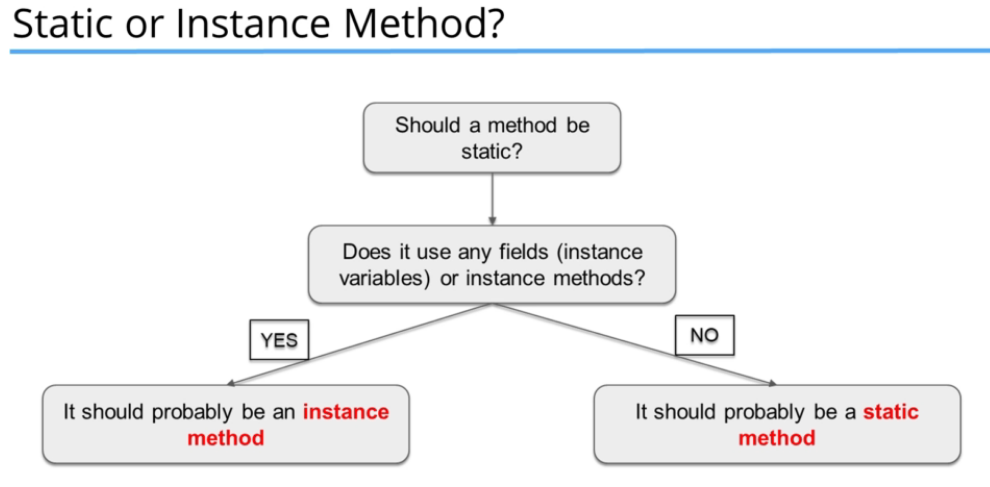 Static or Instance Method?
Should a method be
static?
Does it use any fields (instance
variables) or instance methods?
YES
NO
It should probably be an instance
method
It should probably be a static
method